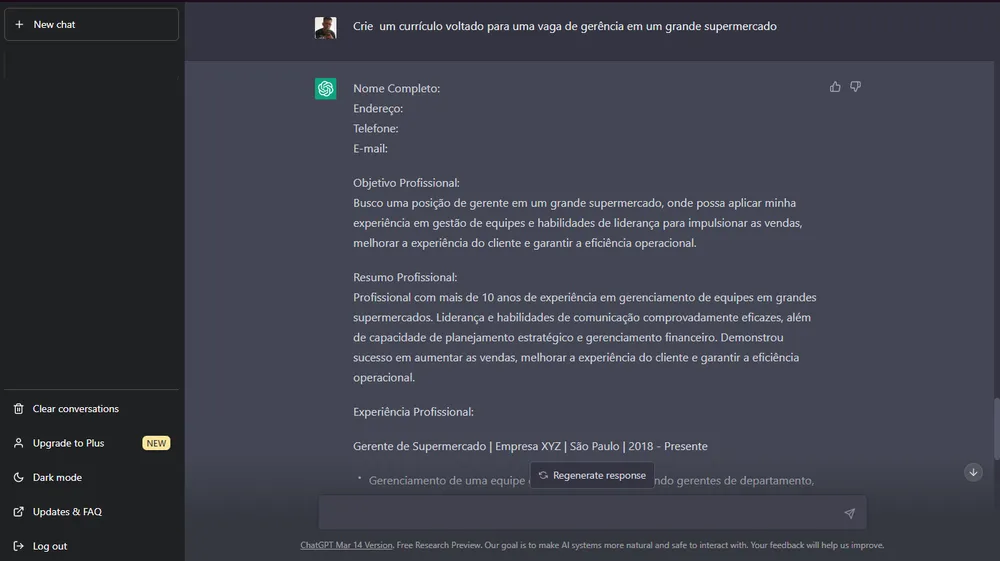 New chat
Crie um currículo voltado para uma vaga de gerência em um grande supermercado
Nome Completo:
Endereço:
Telefone:
E-mail:
Objetivo Profissional:
Busco uma posição de gerente em um grande supermercado, onde possa aplicar minha
experiência em gestão de equipes e habilidades de liderança para impulsionar as vendas,
melhorar a experiência do cliente e garantir a eficiência operacional.
Resumo Profissional:
Profissional com mais de 10 anos de experiência em gerenciamento de equipes em grandes
supermercados. Liderança e habilidades de comunicação comprovadamente eficazes, além
de capacidade de planejamento estratégico e gerenciamento financeiro. Demonstrou
sucesso em aumentar as vendas, melhorar a experiência do cliente e garantir a eficiência
operacional.
Experiência Profissional:
Gerente de Supermercado | Empresa XYZ | São Paulo | 2018 - Presente
• Gerenciamento de uma equipe gerentes de departamento,
Regenerate response
Clear conversations
Upgrade to Plus NEW
Dark mode
Updates & FAQ
Log out
ChatGPT Mar 14 Version. Free Research Preview. Our goal is to make AI systems more natural and safe to interact with. Your feedback will help us improve.